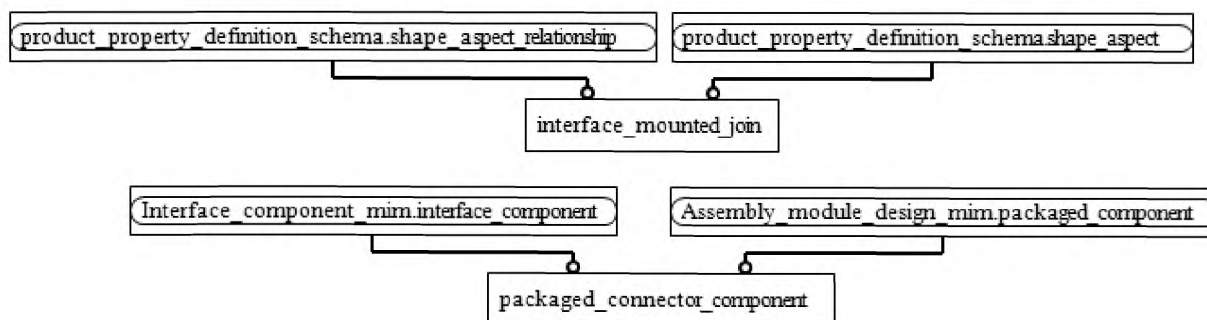 product_property_definition_schema.shape_aspect_relationship
product_property_definition_schema.shape_aspect
interface_mounted_join
Interface_component_mim.interface_component
Assembly_module_design_mim.packaged_component
packaged_connector_component